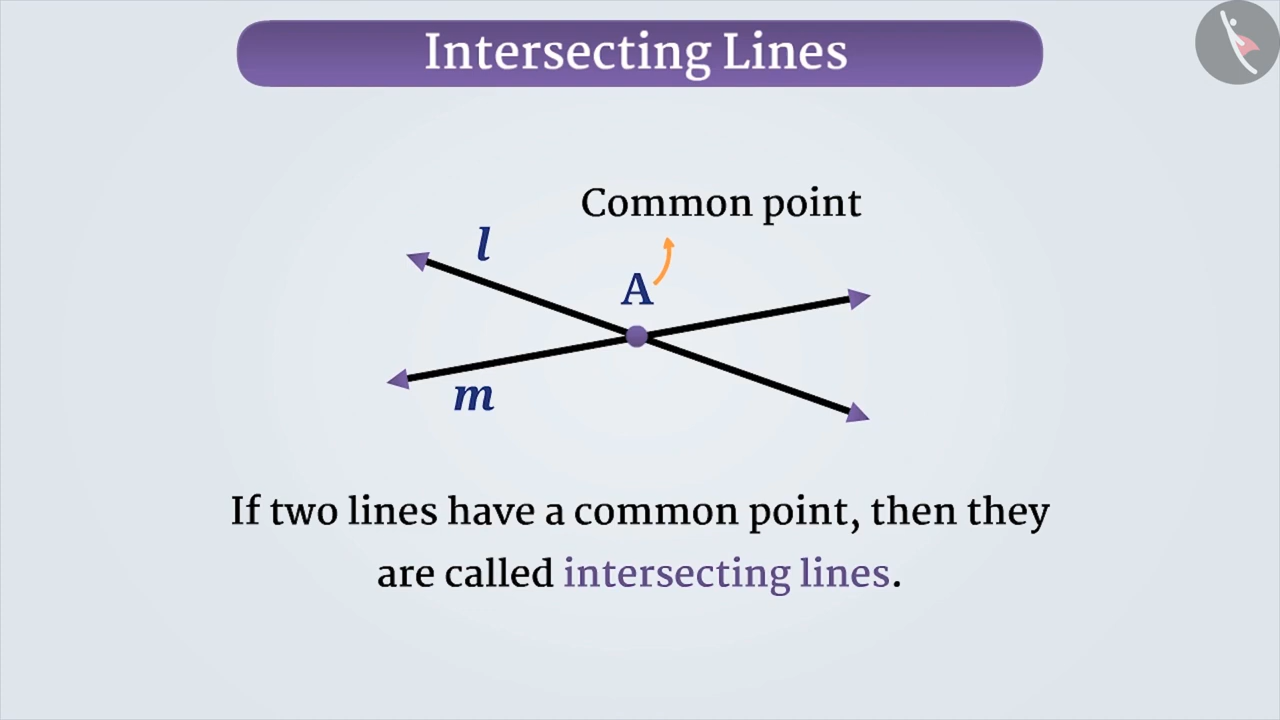 Intersecting Lines
Common point
l
A
m
If two lines have a common point, then they
are called intersecting lines.